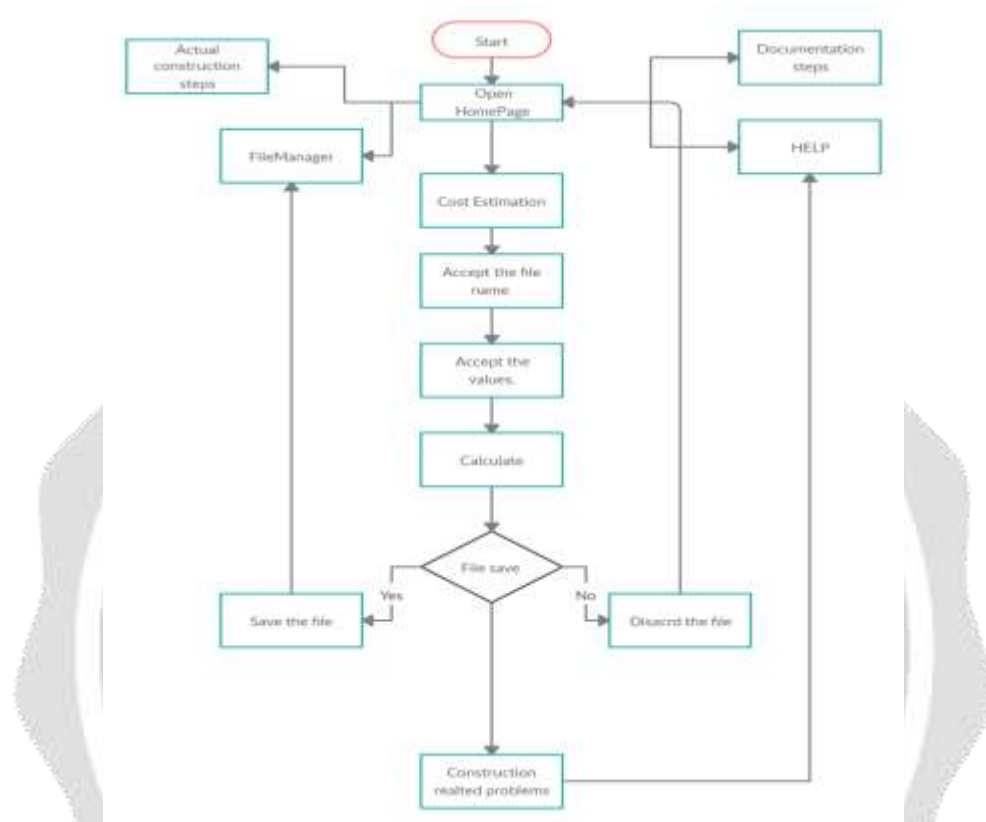 Start
Actual
construction
steps
Documentation
steps
Open
HomePage
FileManager
HELP
Cost Estimation
Accept the file
name
Accept the
values.
Calculate
File save
Yes
No
Save the file
Disacrd the file
Construction
realted problems